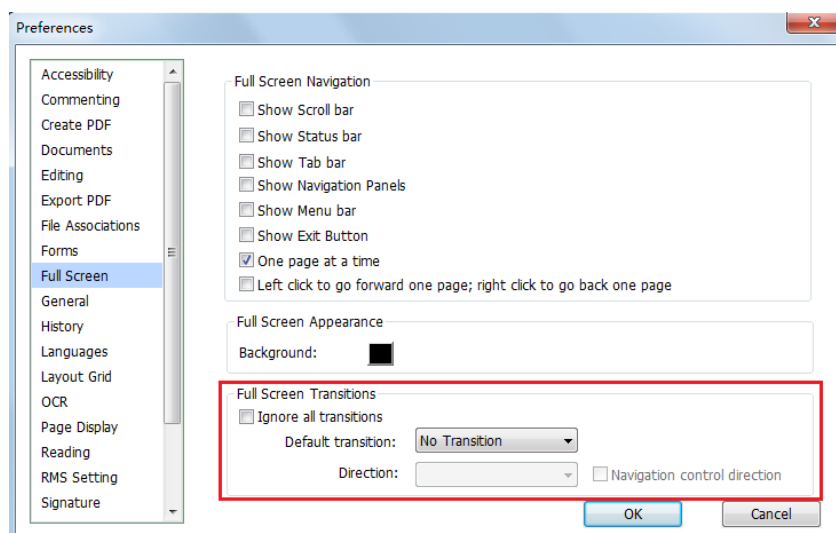 Preferences
Accessibility
Commenting
Create PDF
Documents
Editing
Export PDF
File Associations
Forms
Full Screen
General
History
Languages
Layout Grid
OCR
Page Display
Reading
RMS Setting
Signature
Full Screen Navigation
Show Scroll bar
Show Status bar
Show Tab bar
Show Navigation Panels
Show Menu bar
Show Exit Button
One page at a time
Left click to go forward one page; right click to go back one page
Full Screen Appearance
Background:
Full Screen Transitions
Ignore all transitions
Default transition: No Transition
Direction: Navigation control direction
OK Cancel